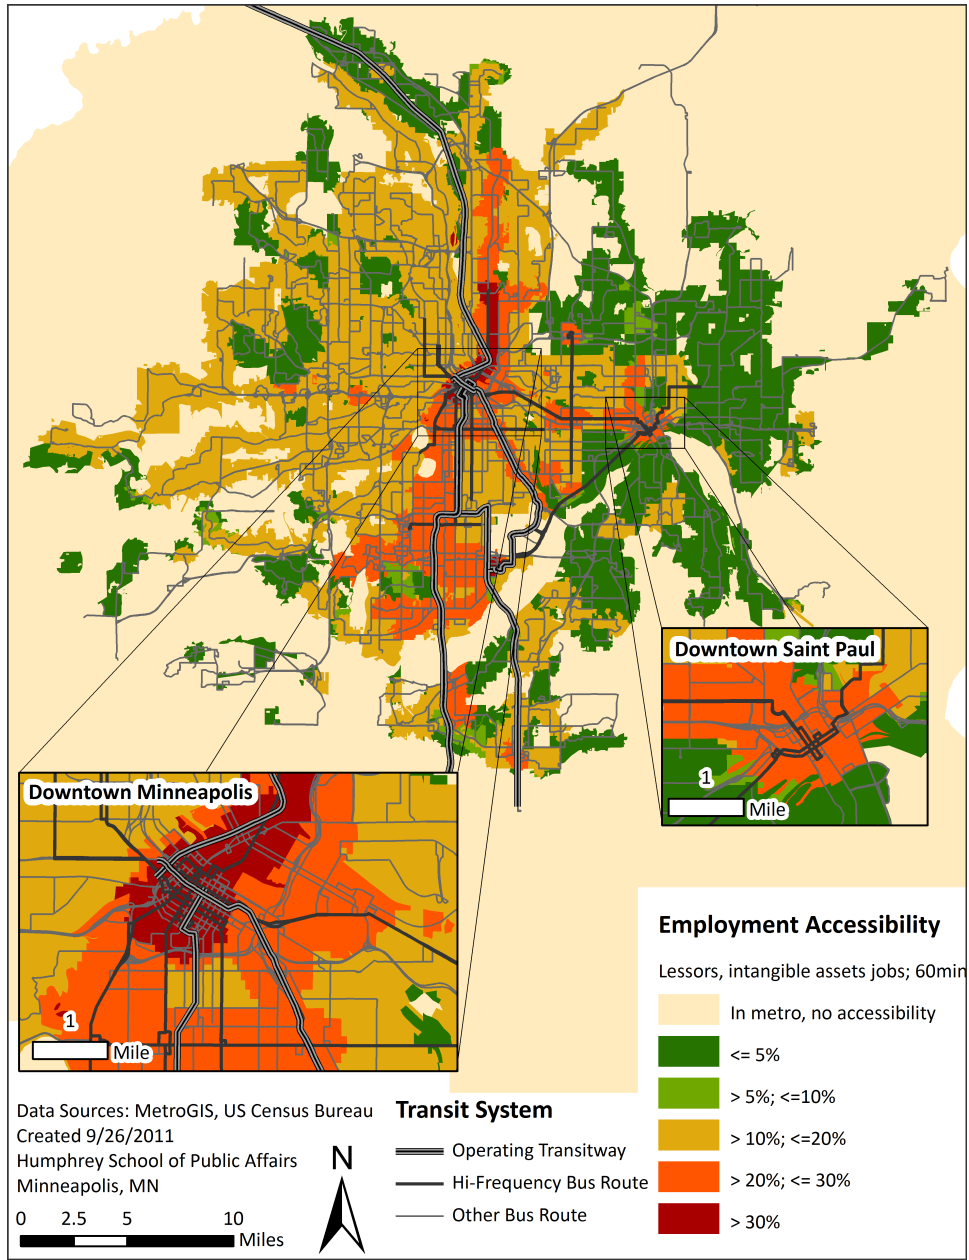 Downtown Saint Paul
1
Mile
Downtown Minneapolis
1
Mile
Employment Accessibility
Lessors, intangible assets jobs; 60min
In metro, no accessibility
<= 5%
> 5%; <=10%
> 10%; <=20%
> 20%; <= 30%
> 30%
Data Sources: MetroGIS, US Census Bureau
Created 9/26/2011
Humphrey School of Public Affairs
Minneapolis, MN
0 2.5 5 10
Miles
N
Transit System
Operating Transitway
Hi-Frequency Bus Route
Other Bus Route